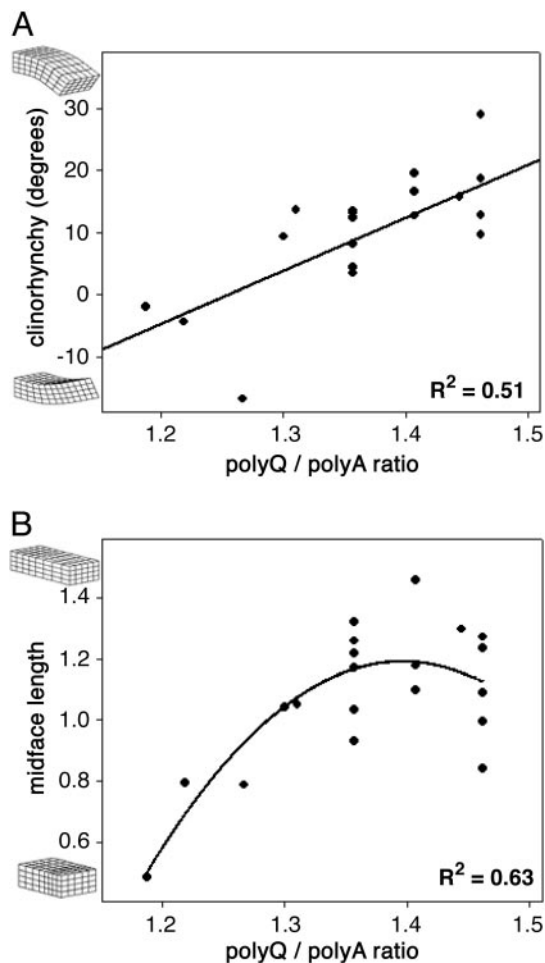 A
clinorhynchy (degrees)
30
20
10
0
-10
R² = 0.51
1.2 1.3 1.4 1.5
polyQ / polyA ratio
B
midface length
1.4
1.2
1.0
0.8
0.6
R² = 0.63
1.2 1.3 1.4 1.5
polyQ / polyA ratio